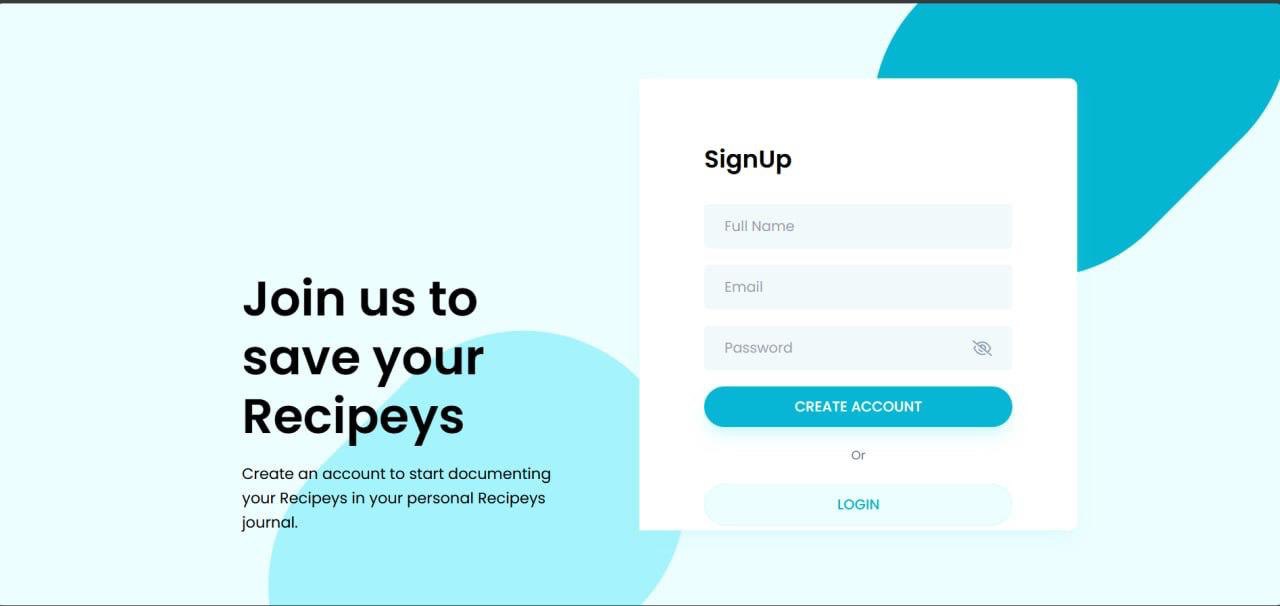 Join us to
save your
Recipeys
Create an account to start documenting
your Recipeys in your personal Recipeys
journal.
SignUp
Full Name
Email
Password
CREATE ACCOUNT
Or
LOGIN